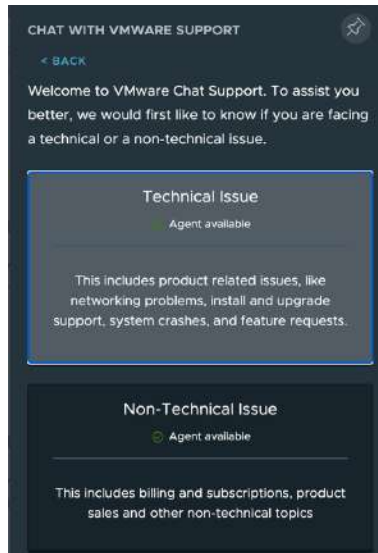 CHAT WITH VMWARE SUPPORT
< BACK
Welcome to VMware Chat Support. To assist you
better, we would first like to know if you are facing
a technical or a non-technical issue.
Technical Issue
Agent available
This includes product related issues, like
networking problems, install and upgrade
support, system crashes, and feature requests.
Non-Technical Issue
Agent available
This includes billing and subscriptions, product
sales and other non-technical topics